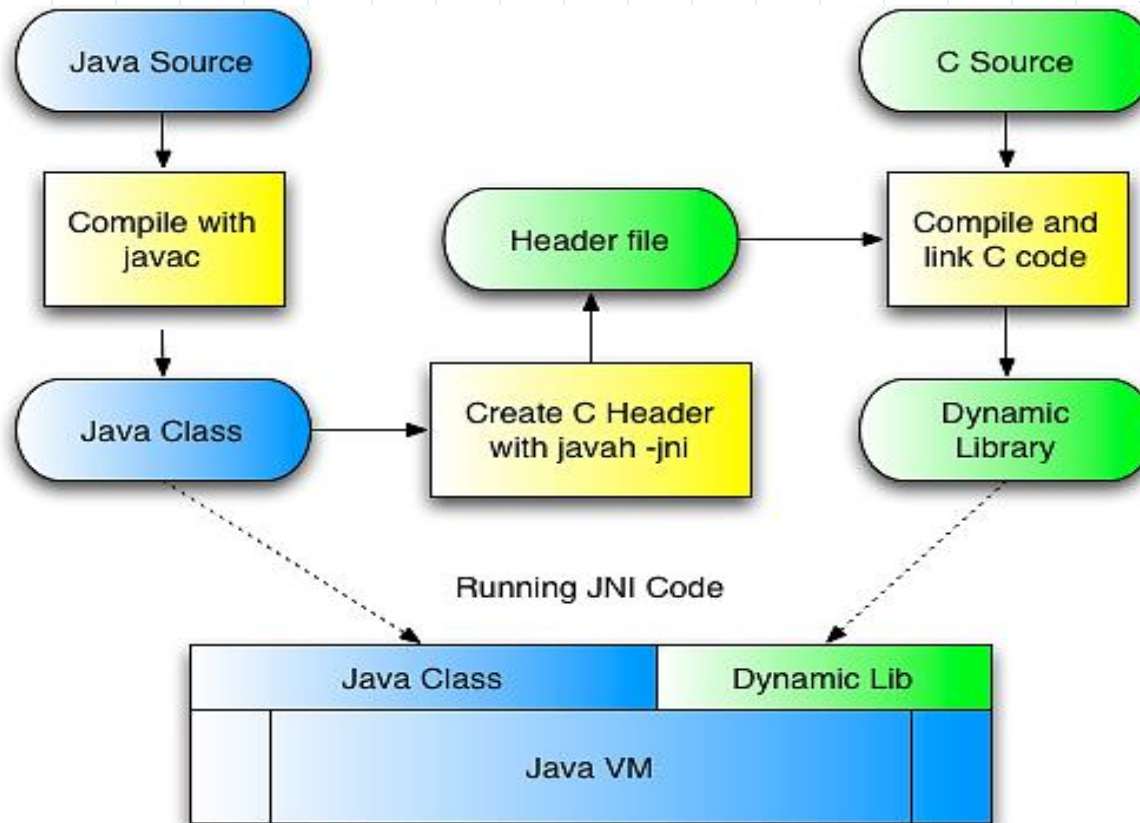 Java Source
C Source
Compile with
javac
Header file
Compile and
link C code
Java Class
Create C Header
with javah -jni
Dynamic
Library
Running JNI Code
Java Class
Dynamic Lib
Java VM